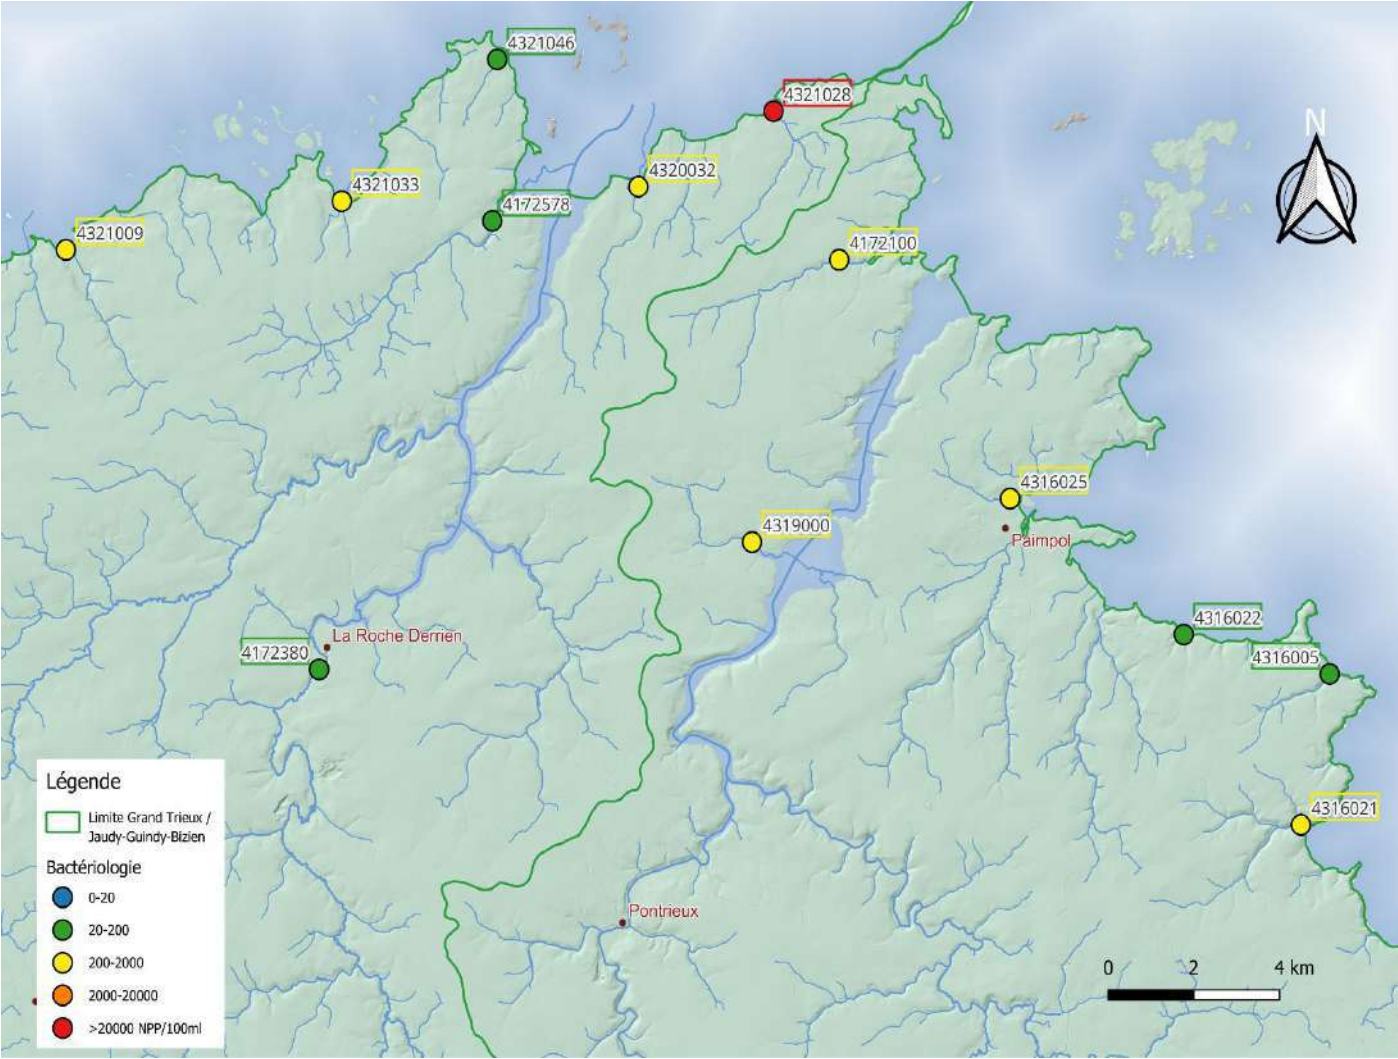 4321046
N
4321028
4320032
4321033
4172578
4321009
4172100
4316025
4319000
Paimpol
4316022
La Roche Derrien
4172380
4316005
4316021
Pontrieux
Légende
Limite Grand Trieux /
Jaudy-Guindy-Bizien
Bactériologie
0-20
20-200
200-2000
2000-20000
>20000 NPP/100ml
0 2 4 km